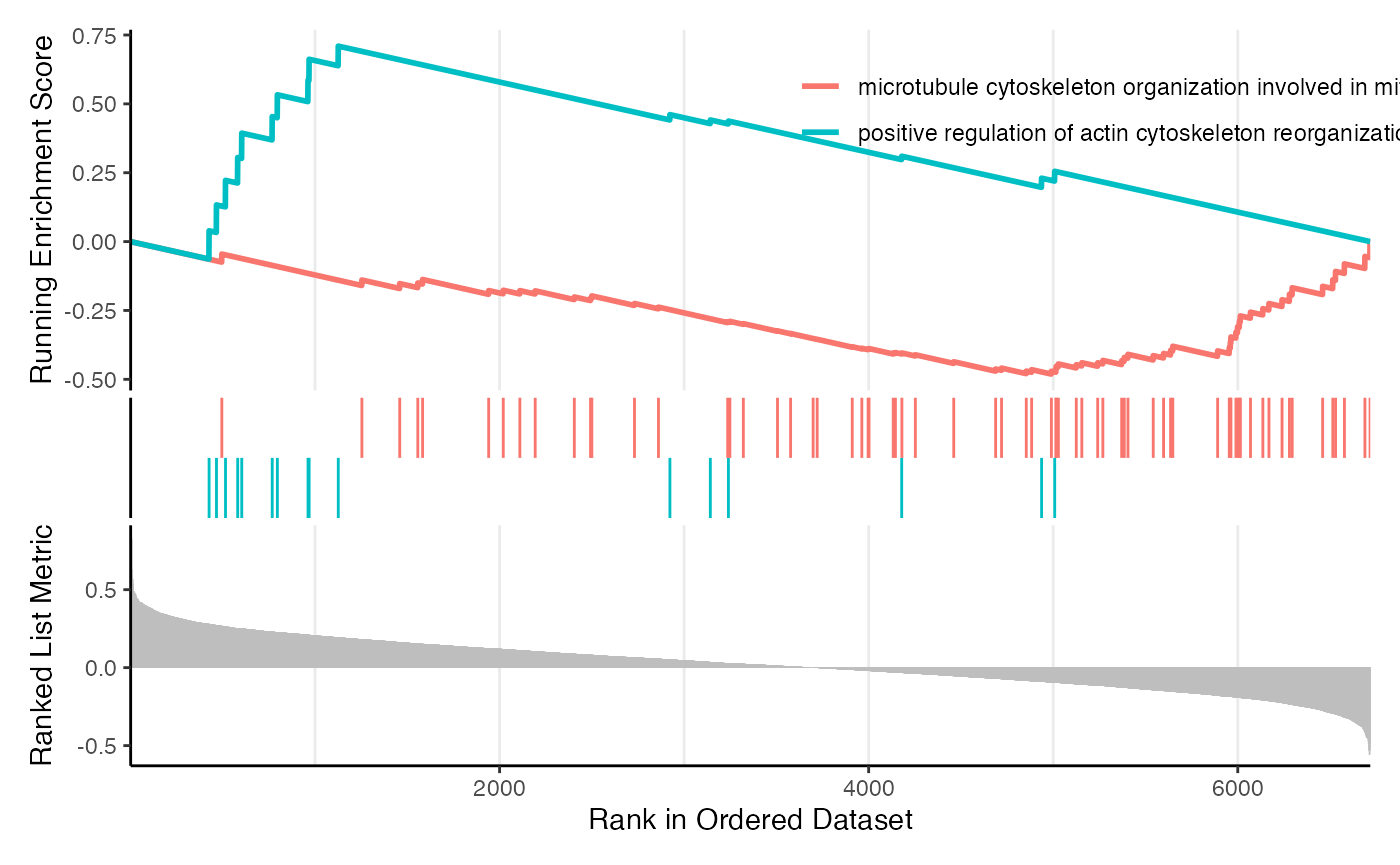 Running Enrichment Score
0.75
0.50
0.25
0.00
-0.25
-0.50
microtubule cytoskeleton organization involved in
positive regulation of actin cytoskeleton
Ranked List Metric
0.5
0.0
-0.5
2000
4000
6000
Rank in Ordered Dataset